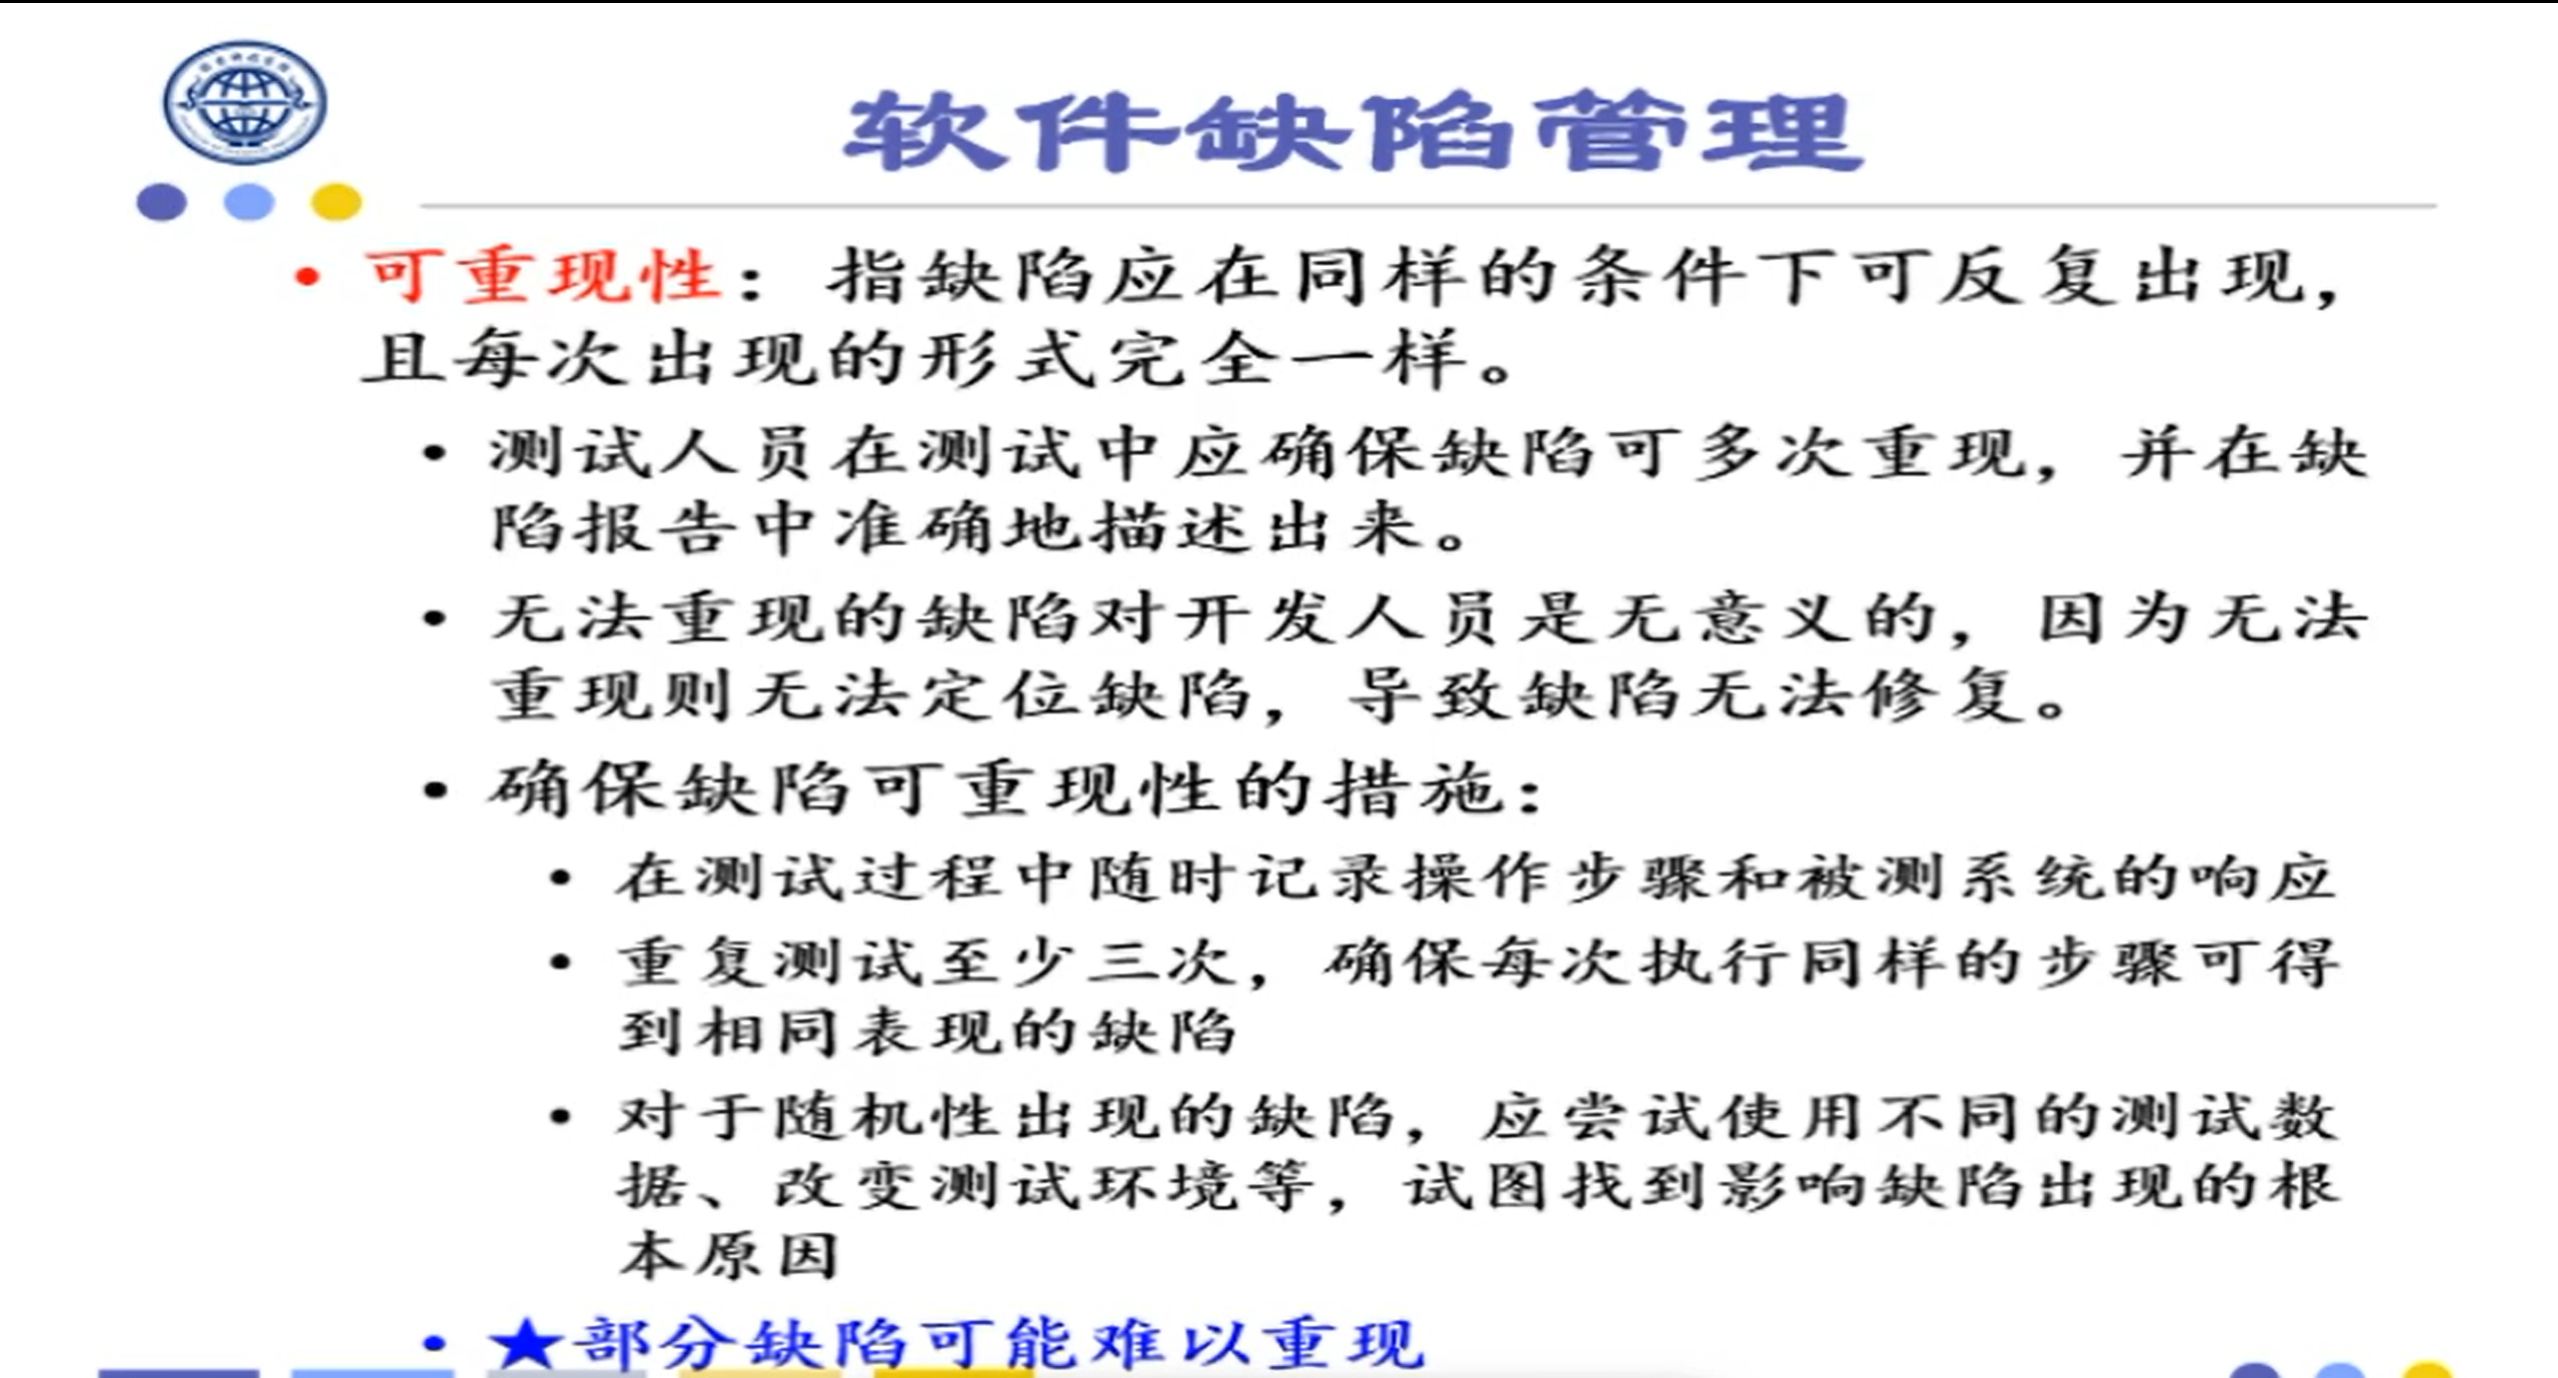 软件缺陷管理
• 可重现性：指缺陷应在同样的条件下可反复出现，
且每次出现的形式完全一样。
• 测试人员在测试中应确保缺陷可多次重现，并在缺
陷报告中准确地描述出来。
• 无法重现的缺陷对开发人员是无意义的，因为无法
重现则无法定位缺陷，导致缺陷无法修复。
• 确保缺陷可重现性的措施：
• 在测试过程中随时记录操作步骤和被测系统的响应
• 重复测试至少三次，确保每次执行同样的步骤可得
到相同表现的缺陷
• 对于随机性出现的缺陷，应尝试使用不同的测试数
据、改变测试环境等，试图找到影响缺陷出现的根
本原因
• ★部分缺陷可能难以重现